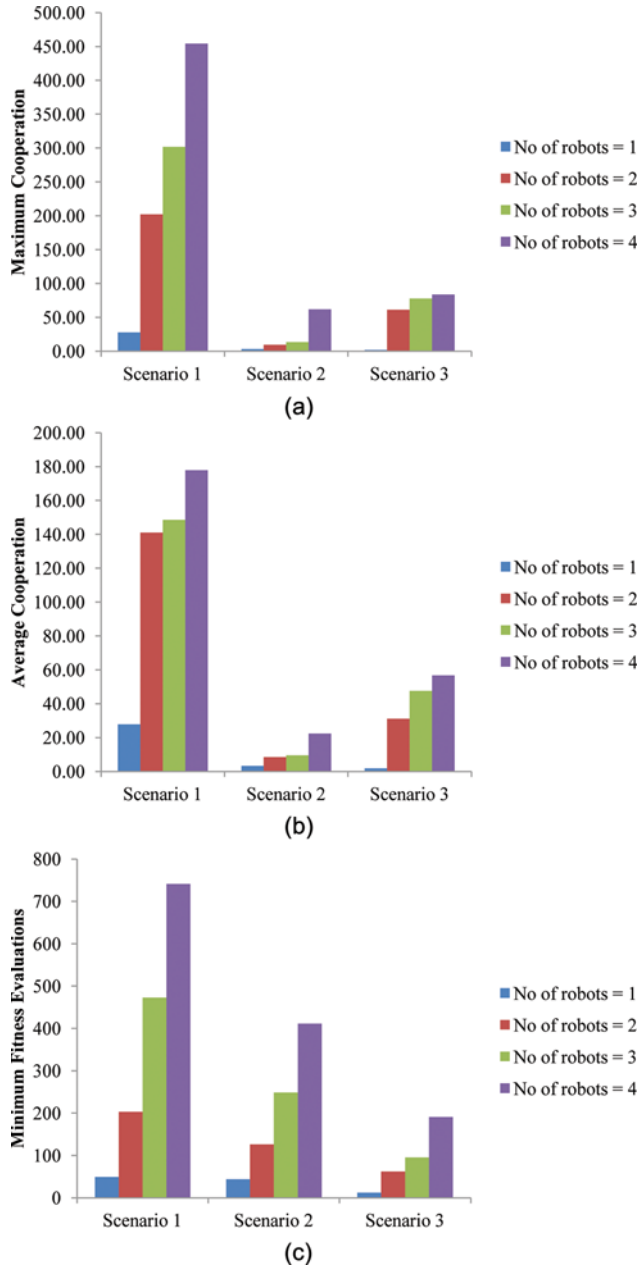 Maximum Cooperation
500.00
450.00
400.00
350.00
300.00
250.00
200.00
150.00
100.00
50.00
0.00
Scenario 1 Scenario 2 Scenario 3
No of robots = 1
No of robots = 2
No of robots = 3
No of robots = 4
(a)
Average Cooperation
200.00
180.00
160.00
140.00
120.00
100.00
80.00
60.00
40.00
20.00
0.00
Scenario 1 Scenario 2 Scenario 3
No of robots = 1
No of robots = 2
No of robots = 3
No of robots = 4
(b)
Minimum Fitness Evaluations
800
700
600
500
400
300
200
100
0
Scenario 1 Scenario 2 Scenario 3
No of robots = 1
No of robots = 2
No of robots = 3
No of robots = 4
(c)